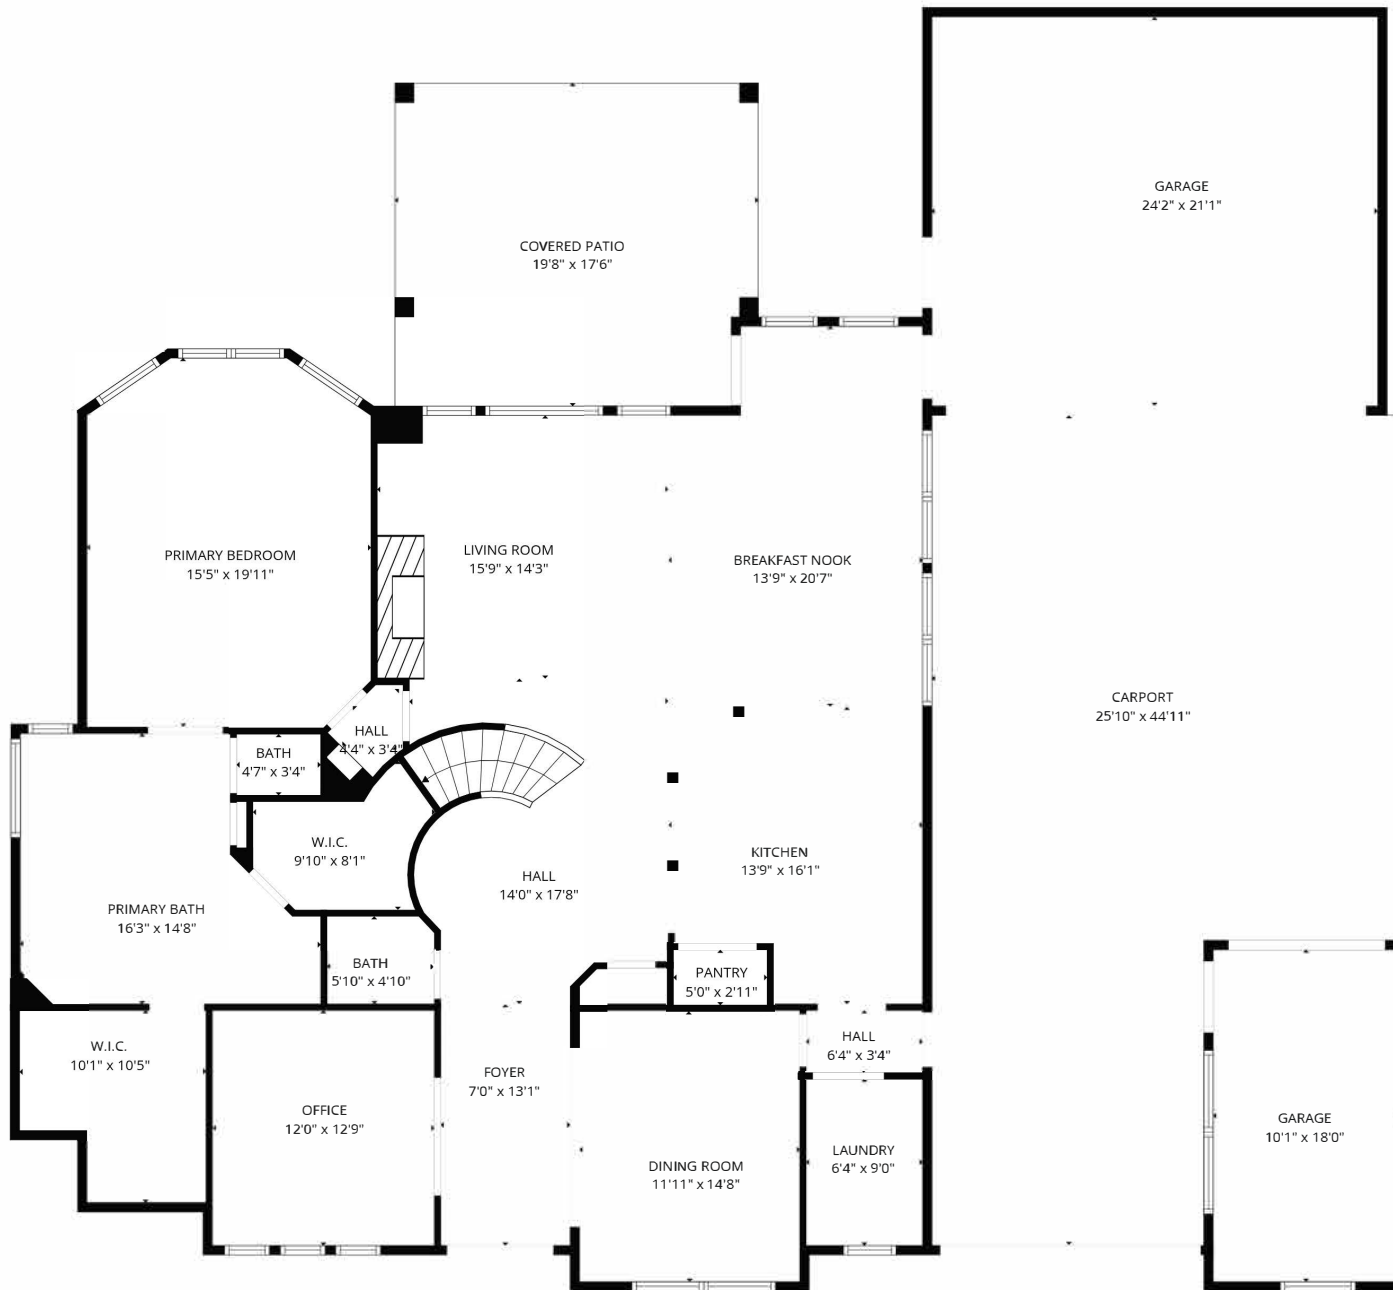 GARAGE
24'2" x 21'1"
COVERED PATIO
19'8" x 17'6"
PRIMARY BEDROOM
15'5" x 19'11"
LIVING ROOM
15'9" x 14'3"
BREAKFAST NOOK
13'9" x 20'7"
CARPORT
25'10" x 44'11"
HALL
4'4" x 3'4"
BATH
4'7" x 3'4"
W.I.C.
9'10" x 8'1"
HALL
14'0" x 17'8"
KITCHEN
13'9" x 16'1"
PRIMARY BATH
16'3" x 14'8"
BATH
5'10" x 4'10"
PANTRY
5'0" x 2'11"
W.I.C.
10'1" x 10'5"
HALL
6'4" x 3'4"
FOYER
7'0" x 13'1"
OFFICE
12'0" x 12'9"
GARAGE
10'1" x 18'0"
LAUNDRY
6'4" x 9'0"
DINING ROOM
11'11" x 14'8"